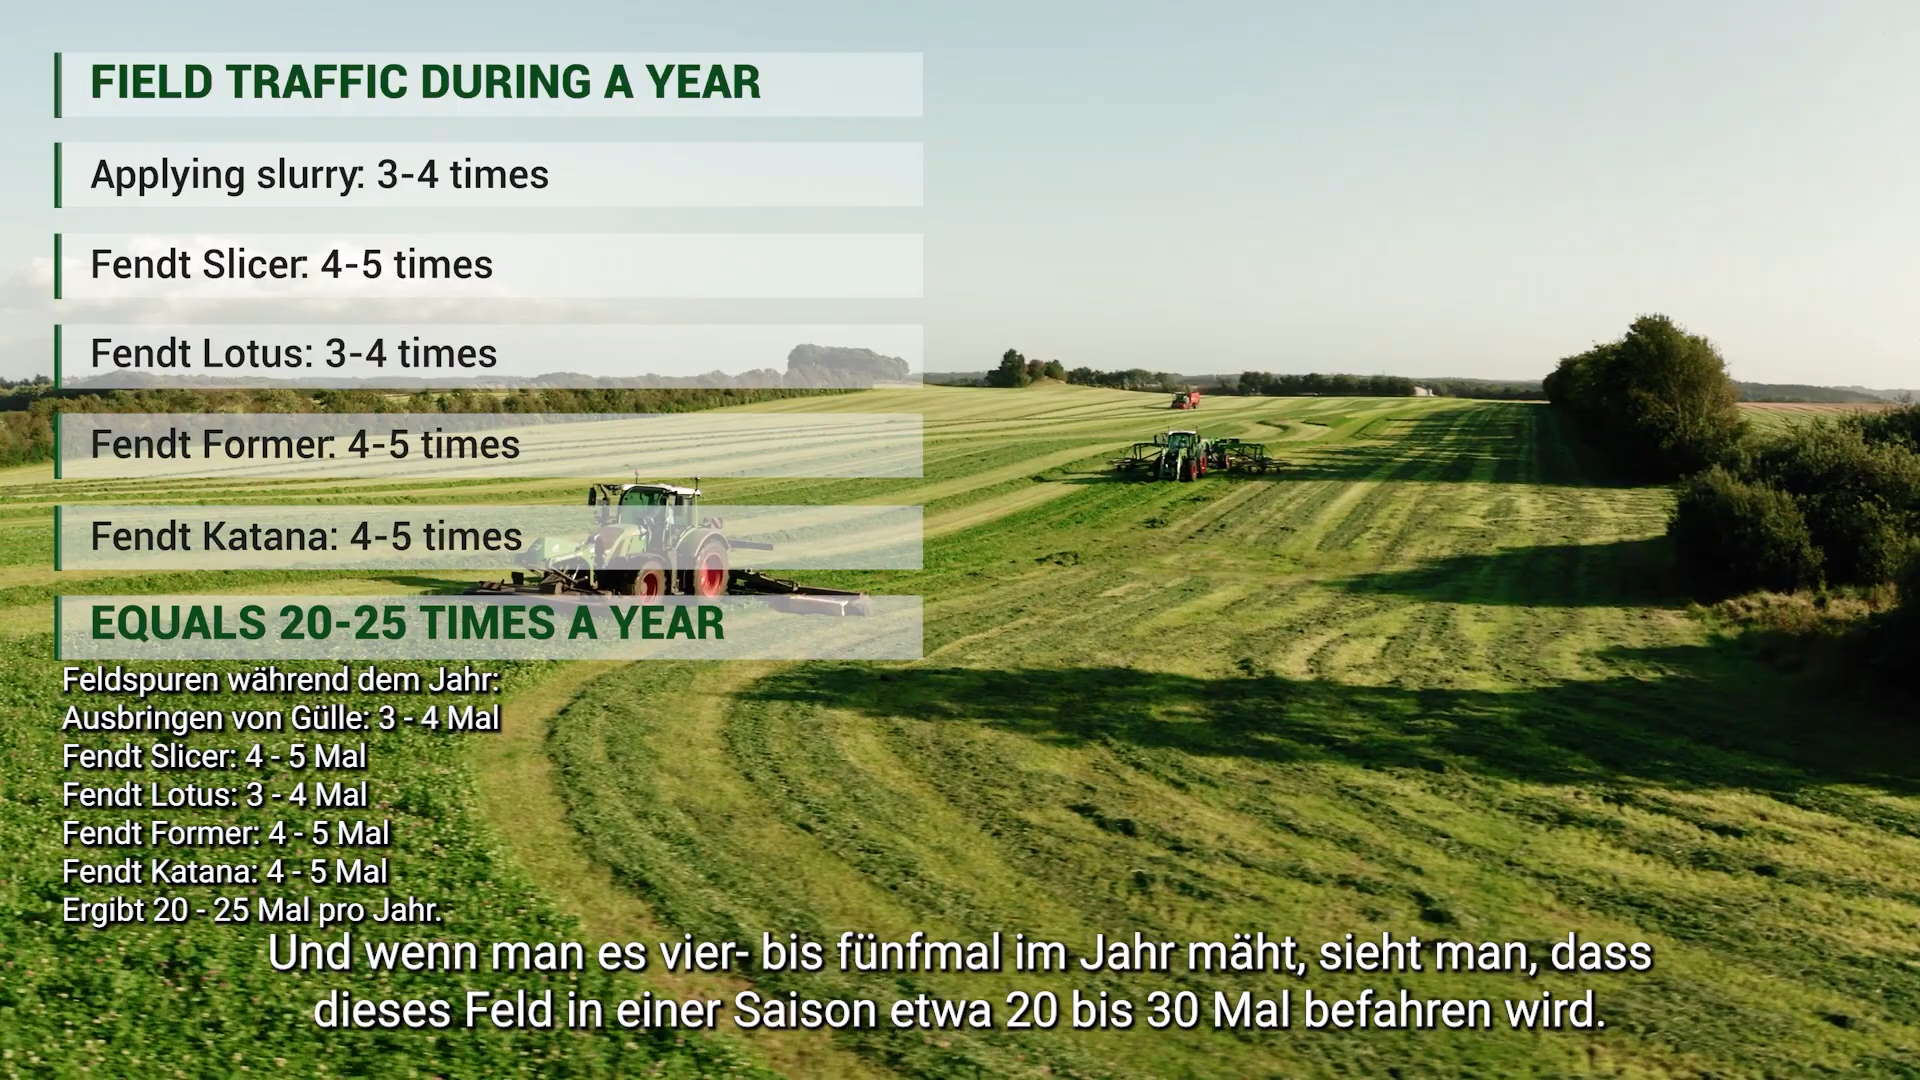 FIELD TRAFFIC DURING A YEAR
Applying slurry: 3-4 times
Fendt Slicer: 4-5 times
Fendt Lotus: 3-4 times
Fendt Former: 4-5 times
Fendt Katana: 4-5 times
EQUALS 20-25 TIMES A YEAR
Feldspuren während dem Jahr:
Ausbringen von Gülle: 3 - 4 Mal
Fendt Slicer: 4 - 5 Mal
Fendt Lotus: 3 - 4 Mal
Fendt Former: 4 - 5 Mal
Fendt Katana: 4 - 5 Mal
Ergibt 20 - 25 Mal pro Jahr.
Und wenn man es vier- bis fünfmal im Jahr mäht, sieht man, dass
dieses Feld in einer Saison etwa 20 bis 30 Mal befahren wird.